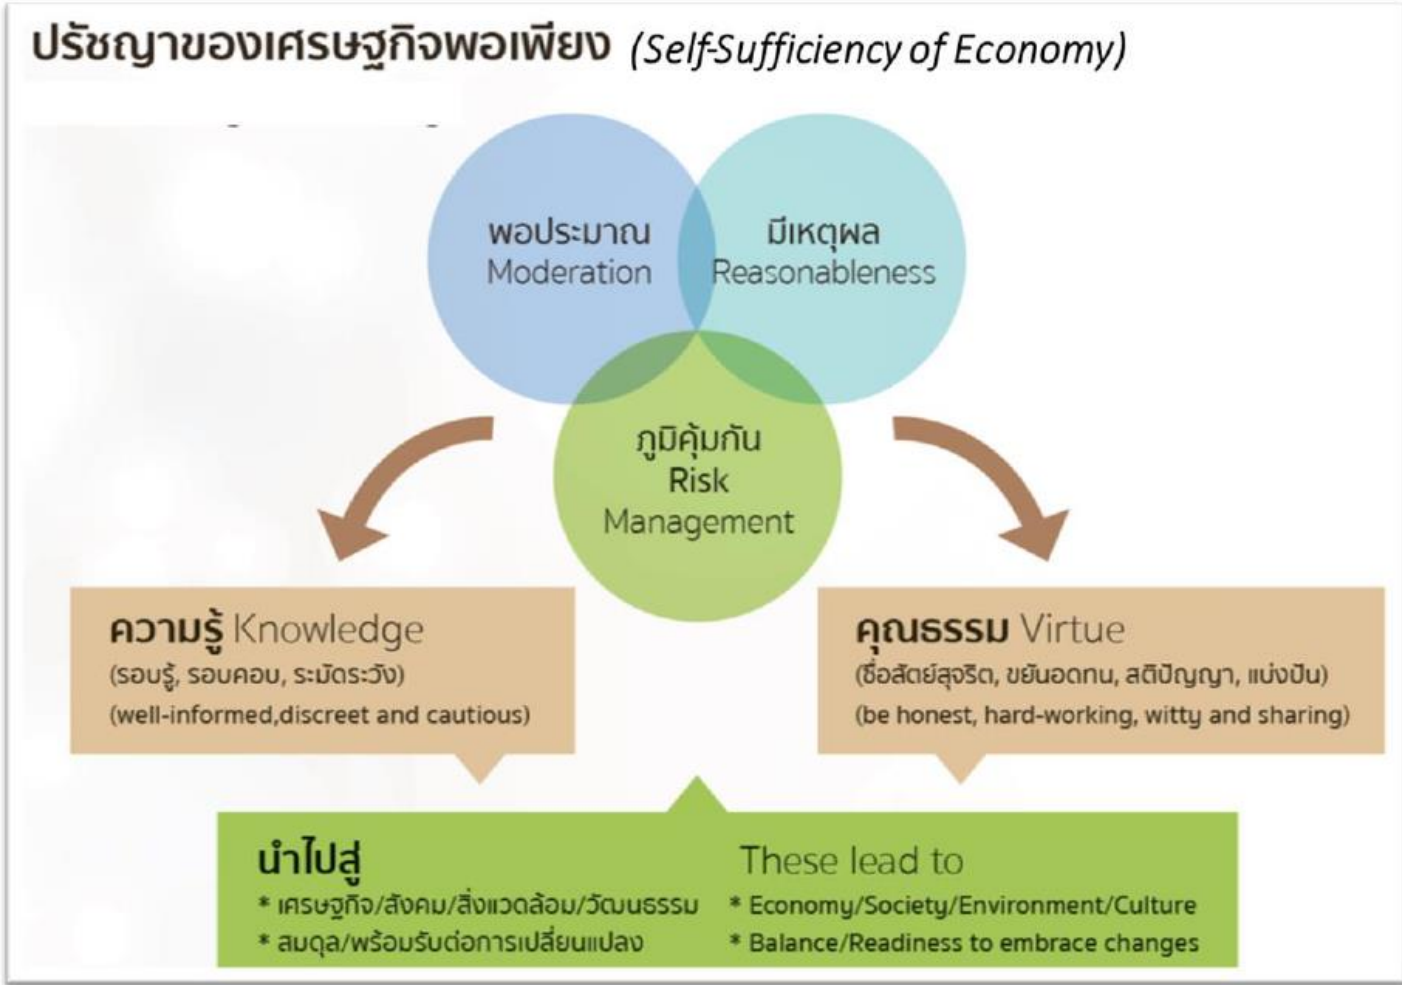 ปรัชญาของเศรษฐกิจพอเพียง (Self-Sufficiency of Economy)
พอประมาณ
Moderation
มีเหตุผล
Reasonableness
ภูมิคุ้มกัน
Risk
Management
ความรู้ Knowledge
(รอบรู้, รอบคอบ, ระมัดระวัง)
(well-informed,discreet and cautious)
คุณธรรม Virtue
(ซื่อสัตย์สุจริต, ขยันอดทน, สติปัญญา, แบ่งปัน)
(be honest, hard-working, witty and sharing)
นำไปสู่
* เศรษฐกิจ/สังคม/สิ่งแวดล้อม/วัฒนธรรม
* สมดุล/พร้อมรับต่อการเปลี่ยนแปลง
These lead to
* Economy/Society/Environment/Culture
* Balance/Readiness to embrace changes